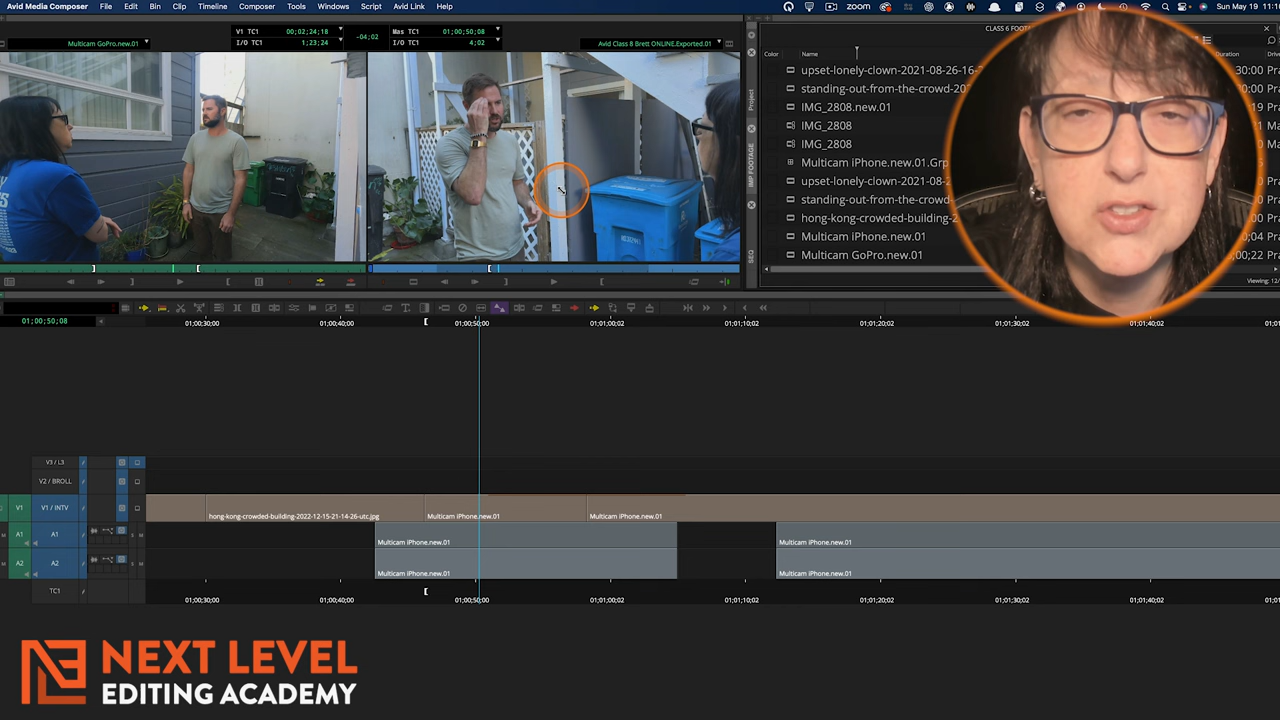 Avid Media Composer File Edit Bin Clip Timeline Composer Tools Windows Script Avid Link Help zoom Sun May 19
Multicam GoPro.new.01
V1 TC1 00;02;24;18
I/O TC1 1;23;24
-04;02
Mas TC1 01;00;50;08
I/O TC1 4;02
Avid Class 8 Brett ONLINE.Exported.01
CLASS 6
Color Name Duration
upset-lonely-clown-2021-08-26-16-
standing-out-from-the-crowd-20
IMG_2808.new.01
IMG_2808
IMG_2808
Multicam iPhone.new.01.Grp
upset-lonely-clown-2021-08-
standing-out-from-the-crowd-
hong-kong-crowded-building-2
Multicam iPhone.new.01
Multicam GoPro.new.01
Project
SEQ
01;00;50;08
01;00;30;00 01;00;40;00 01;00;50;00 01;01;00;02 01;01;10;02 01;01;20;02 01;01;30;02 01;01;40;02
V3 / L3
V2 / BROLL
V1 V1 / INTV hong-kong-crowded-building-2022-12-15-21-14-26-utc.jpg Multicam iPhone.new.01 Multicam iPhone.new.01
A1 A1 Multicam iPhone.new.01 Multicam iPhone.new.01
A2 A2 Multicam iPhone.new.01 Multicam iPhone.new.01
TC1 01;00;30;00 01;00;40;00 01;00;50;00 01;01;00;02 01;01;10;02 01;01;20;02 01;01;30;02 01;01;40;02
NEXT LEVEL
EDITING ACADEMY